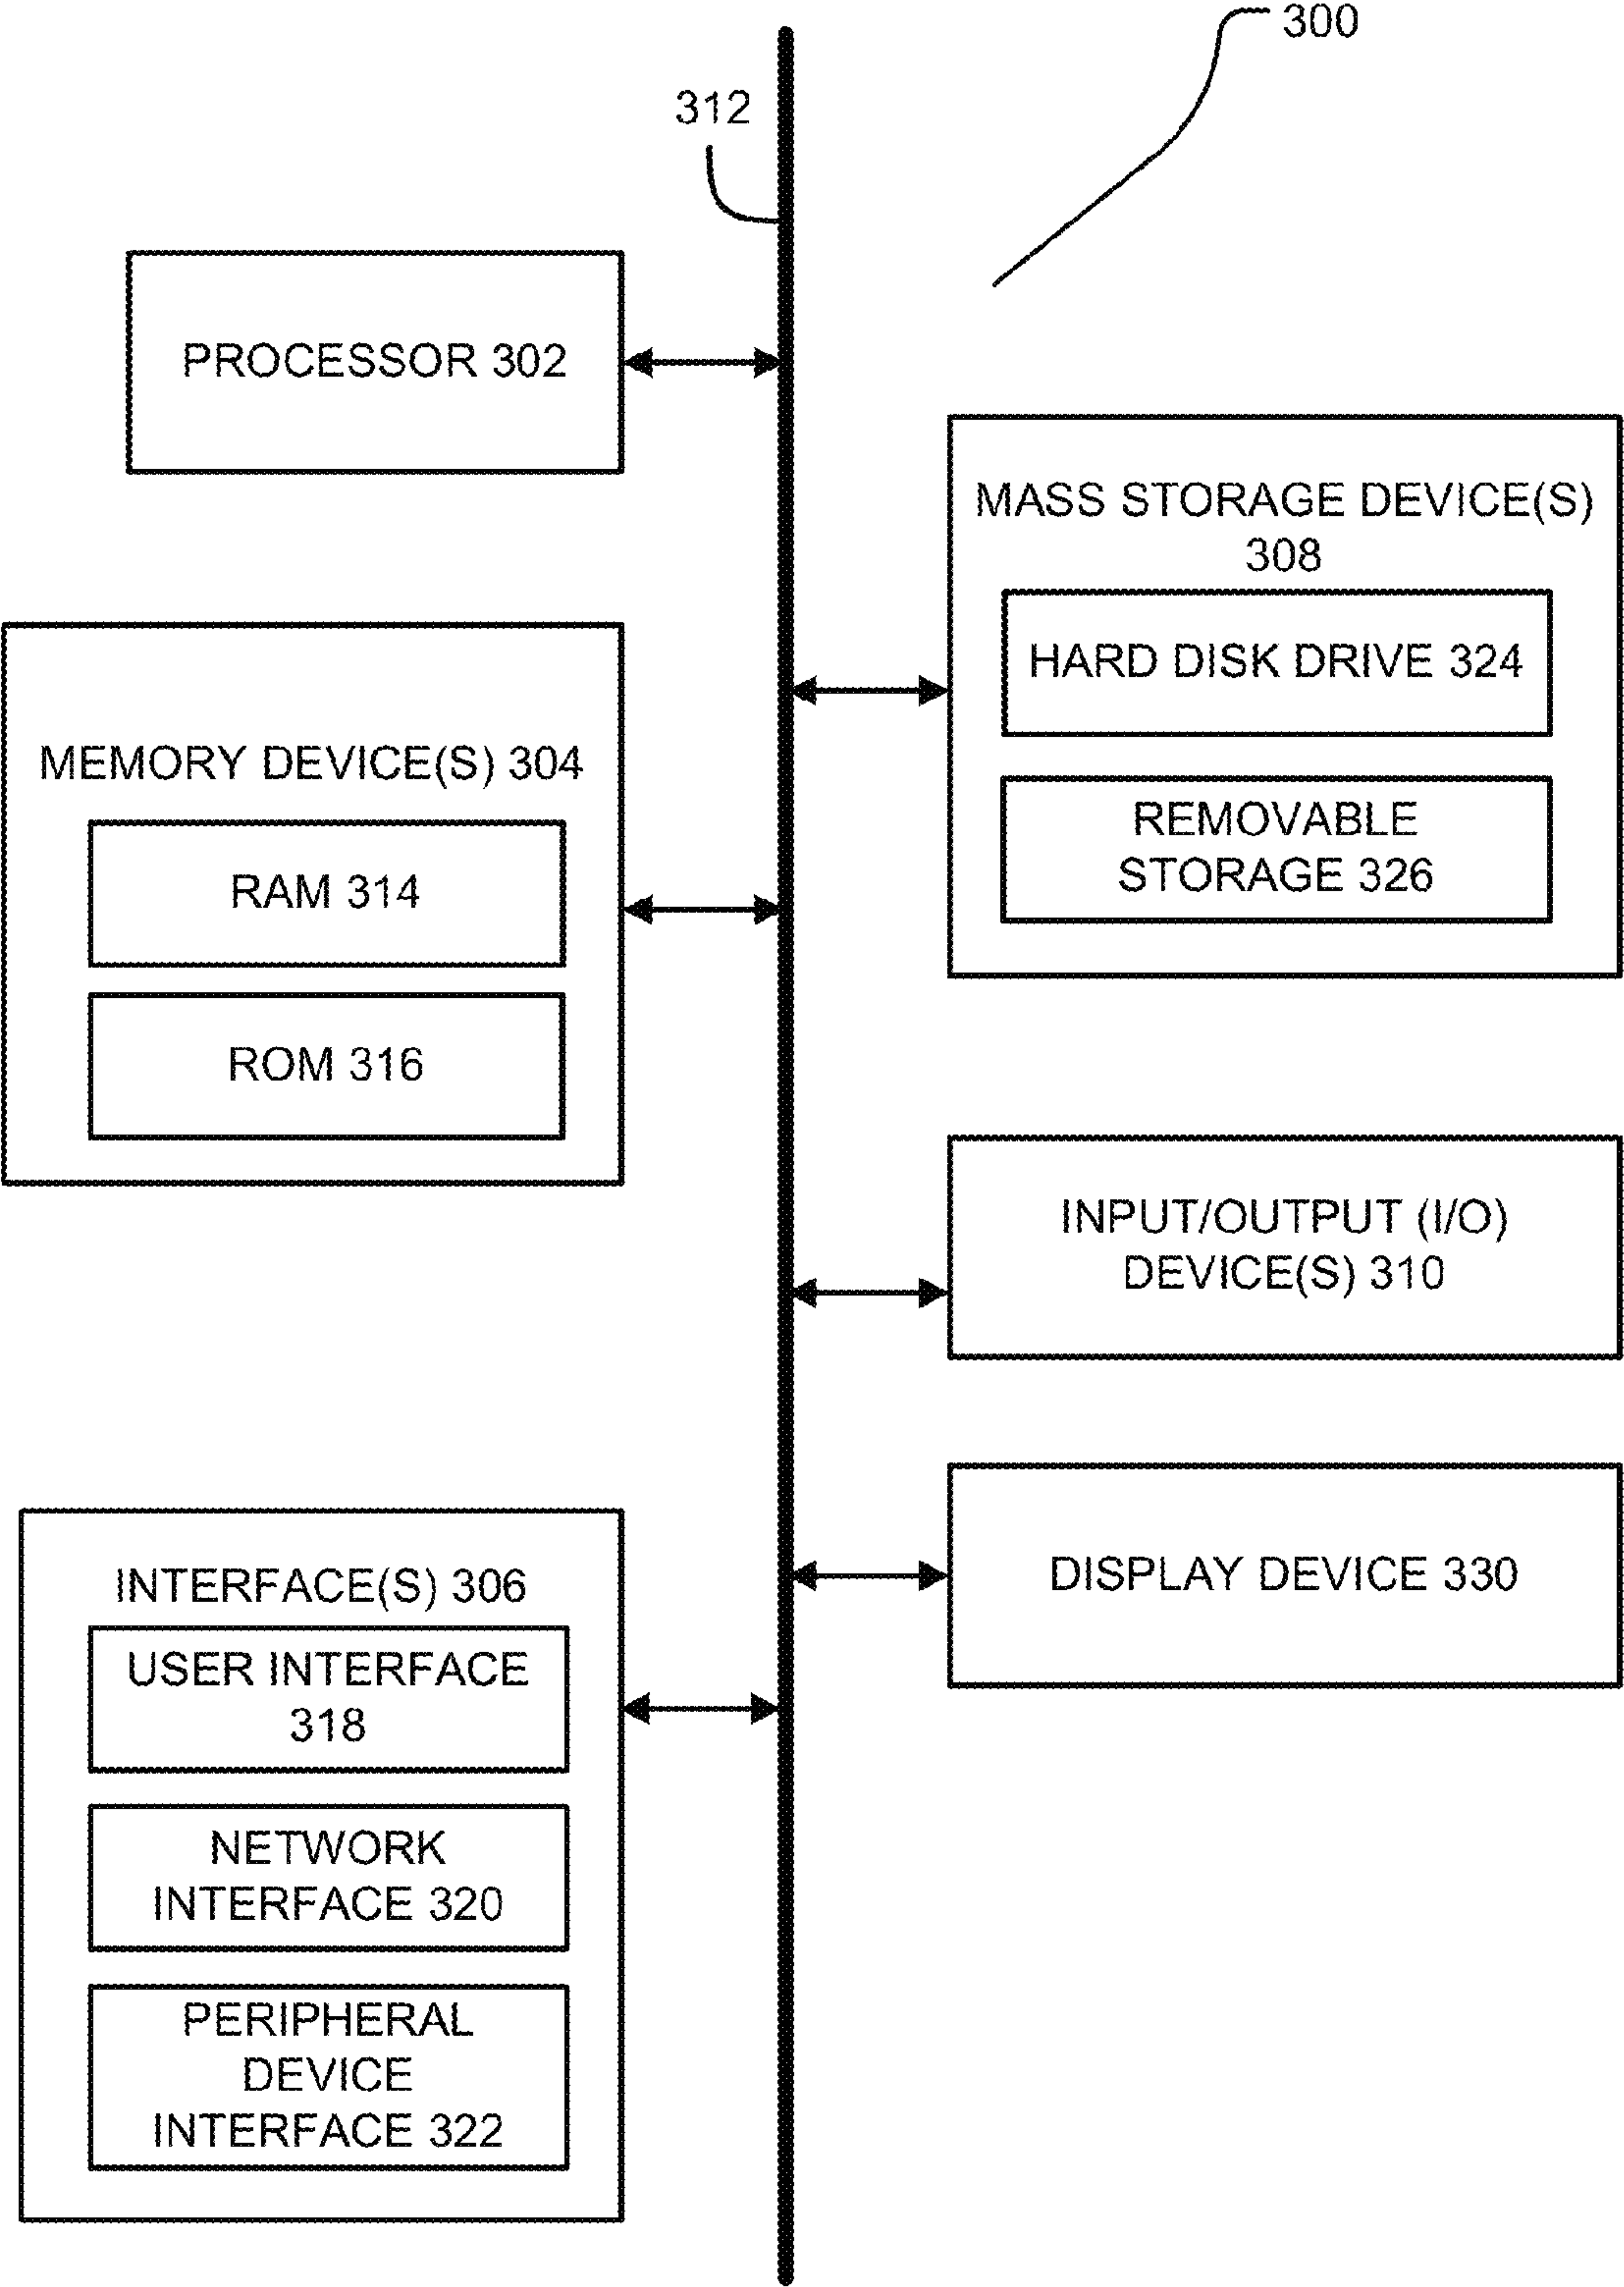 300
312
PROCESSOR 302
MASS STORAGE DEVICE(S)
308
HARD DISK DRIVE 324
REMOVABLE
STORAGE 326
MEMORY DEVICE(S) 304
RAM 314
ROM 316
INPUT/OUTPUT (I/O)
DEVICE(S) 310
DISPLAY DEVICE 330
INTERFACE(S) 306
USER INTERFACE
318
NETWORK
INTERFACE 320
PERIPHERAL
DEVICE
INTERFACE 322